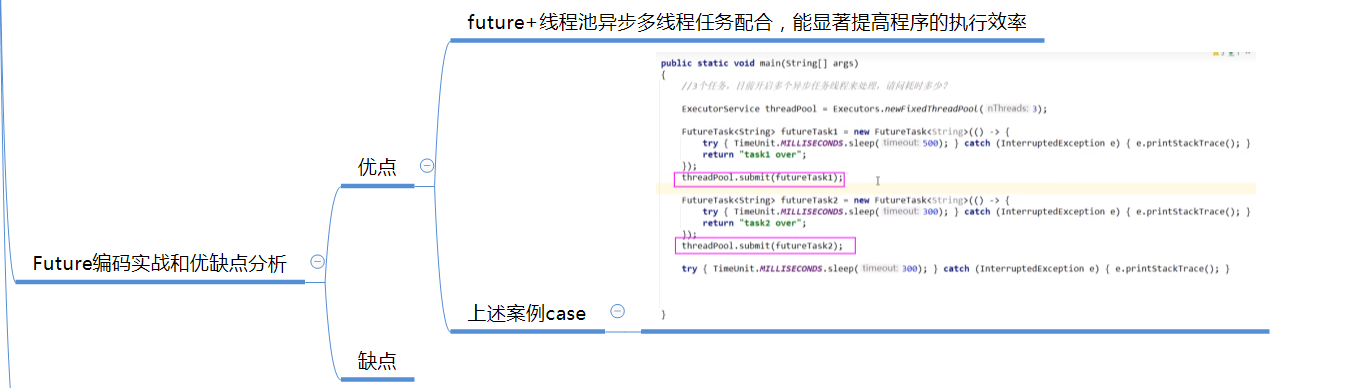 future+线程池异步多线程任务配合，能显著提高程序的执行效率
public static void main(String[] args)
{
//3个任务，目前开启多个异步任务线程来处理，请问耗时多少？
ExecutorService threadPool = Executors.newFixedThreadPool( nThreads: 3);
FutureTask<String> futureTask1 = new FutureTask<String>(() -> {
try { TimeUnit.MILLISECONDS.sleep( timeout: 500); } catch (InterruptedException e) { e.printStackTrace(); }
return "task1 over";
});
threadPool.submit(futureTask1);
FutureTask<String> futureTask2 = new FutureTask<String>(() -> {
try { TimeUnit.MILLISECONDS.sleep( timeout: 300); } catch (InterruptedException e) { e.printStackTrace(); }
return "task2 over";
});
threadPool.submit(futureTask2);
try { TimeUnit.MILLISECONDS.sleep( timeout: 300); } catch (InterruptedException e) { e.printStackTrace(); }
}
优点
Future编码实战和优缺点分析
上述案例case
缺点